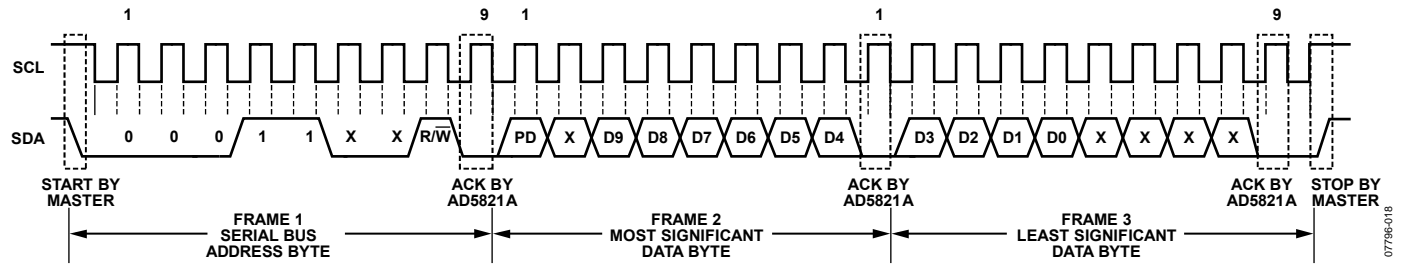 1 9 1 1 9
SCL
SDA 0 0 0 1 1 X X R/W̅ PD X D9 D8 D7 D6 D5 D4 D3 D2 D1 D0 X X X X
START BY ACK BY ACK BY ACK BY STOP BY
MASTER AD5821A AD5821A AD5821A MASTER
FRAME 1 FRAME 2 FRAME 3
SERIAL BUS MOST SIGNIFICANT LEAST SIGNIFICANT
ADDRESS BYTE DATA BYTE DATA BYTE
07796-018